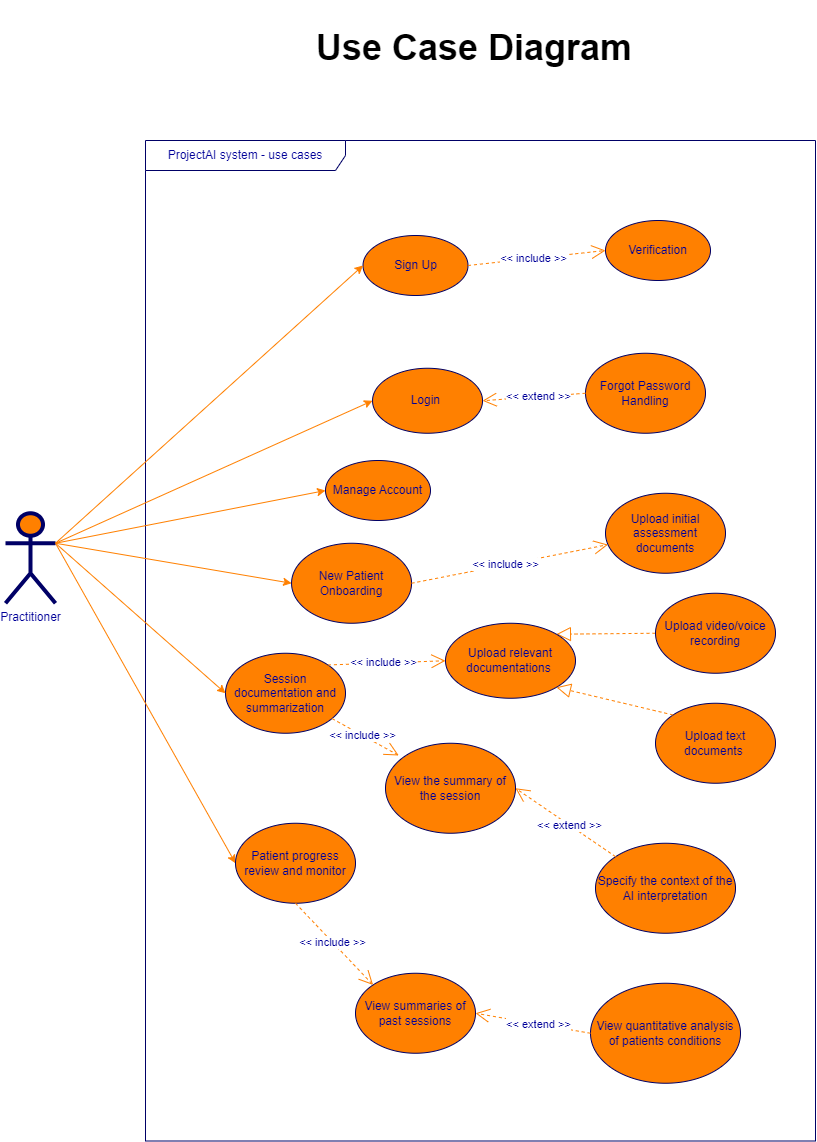 Use Case Diagram
ProjectAI system - use cases
Sign Up
<< include >>
Verification
Login
<< extend >>
Forgot Password
Handling
Manage Account
Practitioner
New Patient
Onboarding
<< include >>
Upload initial
assessment
documents
Session
documentation and
summarization
<< include >>
Upload relevant
documentations
Upload video/voice
recording
Upload text
documents
<< include >>
View the summary of
the session
<< extend >>
Specify the context of the
AI interpretation
Patient progress
review and monitor
<< include >>
View summaries of
past sessions
<< extend >>
View quantitative analysis
of patients conditions